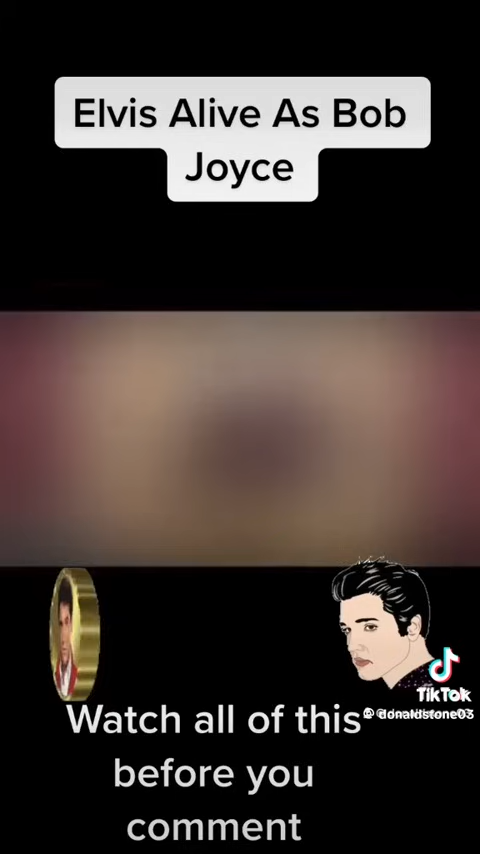 Elvis Alive As Bob
Joyce
Watch all of this
before you
comment
TikTok
donaldstone03